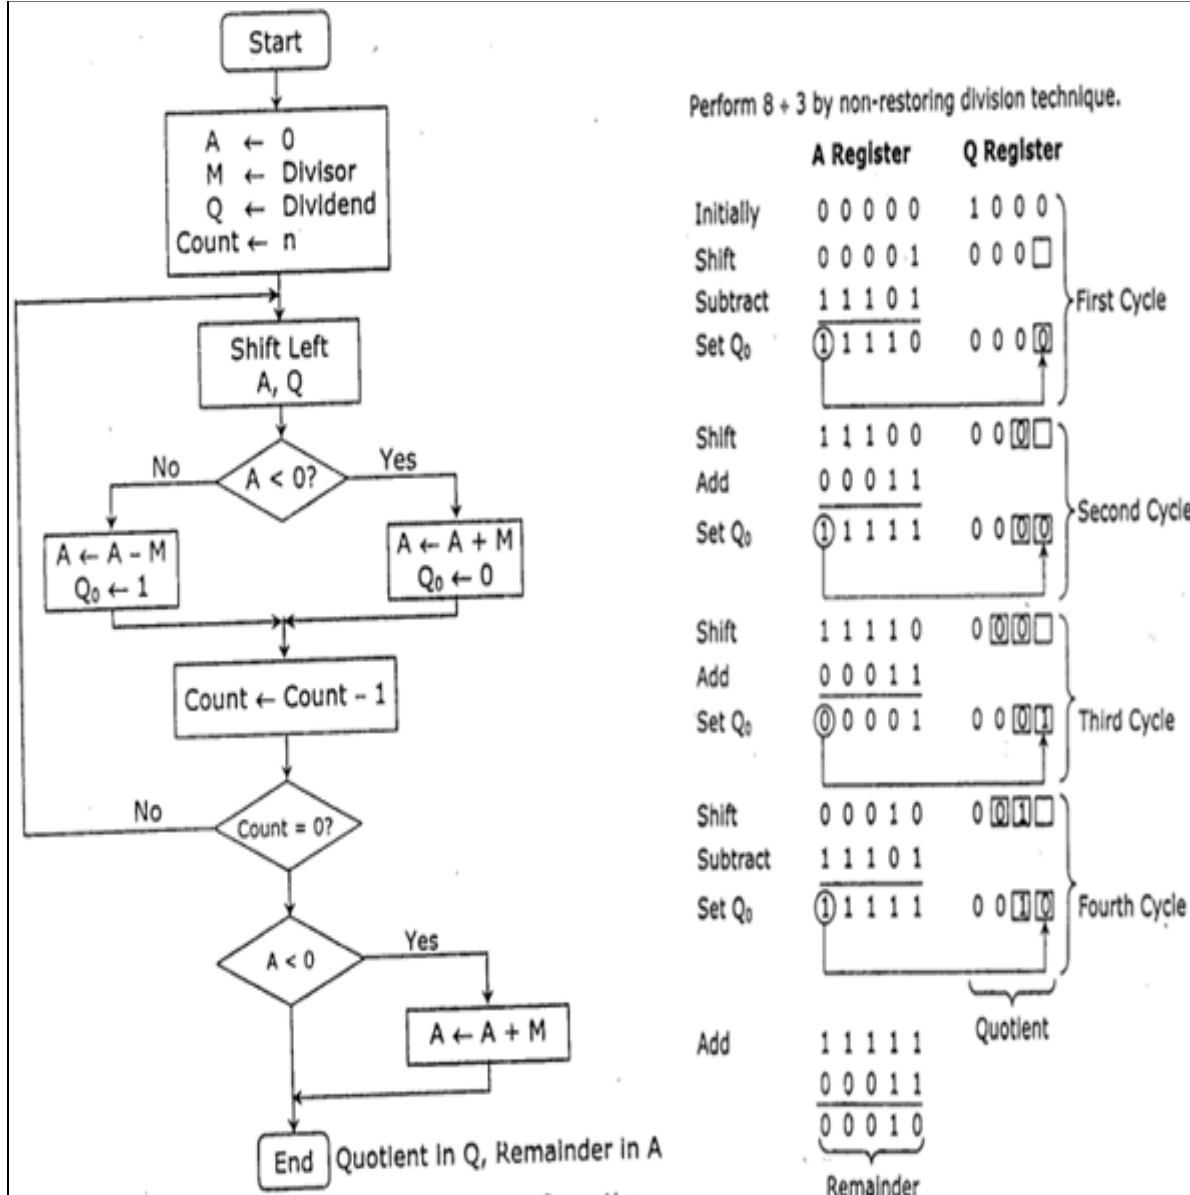 Start
A ← 0
M ← Divisor
Q ← Dividend
Count ← n
Shift Left
A, Q
No
A < 0?
Yes
A ← A – M
Q₀ ← 1
A ← A + M
Q₀ ← 0
Count ← Count – 1
No
Count = 0?
A < 0
Yes
A ← A + M
End
Quotient in Q, Remainder in A
Perform 8 ÷ 3 by non-restoring division technique.
A Register Q Register
Initially 0 0 0 0 0 1 0 0 0
Shift 0 0 0 0 1 0 0 0
Subtract 1 1 1 0 1
First Cycle
Set Q₀ 1 1 1 1 0 0 0 0 0
Shift 1 1 1 0 0 0 0 0
Add 0 0 0 1 1
Second Cycle
Set Q₀ 1 1 1 1 1 0 0 0 0
Shift 1 1 1 1 0 0 0 0
Add 0 0 0 1 1
Set Q₀ 0 0 0 0 1 0 0 0 1
Third Cycle
Shift 0 0 0 1 0 0 0 1
Subtract 1 1 1 0 1
Set Q₀ 1 1 1 1 1 0 0 1 0
Fourth Cycle
Quotient
Add 1 1 1 1 1
0 0 0 1 1
0 0 0 1 0
Remainder